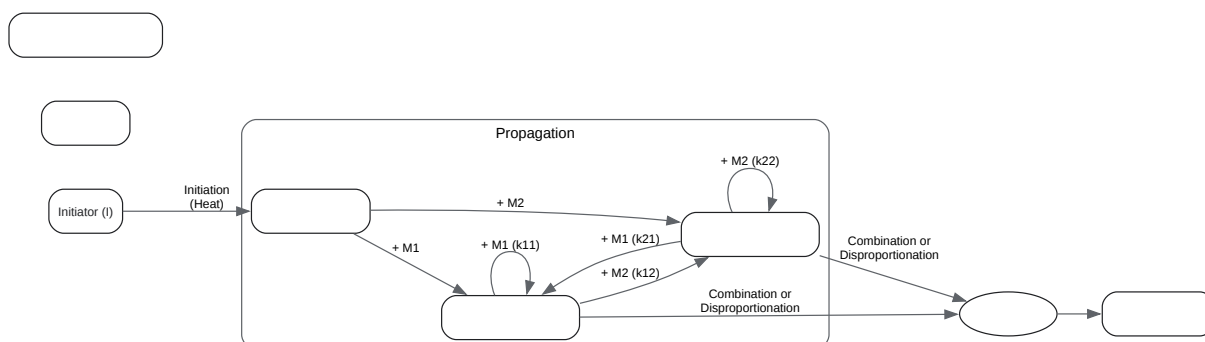 Propagation
+ M2 (k22)
Initiation
(Heat)
Initiator (I)
+ M2
+ M1 (k21)
Combination or
Disproportionation
+ M1
+ M1 (k11)
+ M2 (k12)
Combination or
Disproportionation